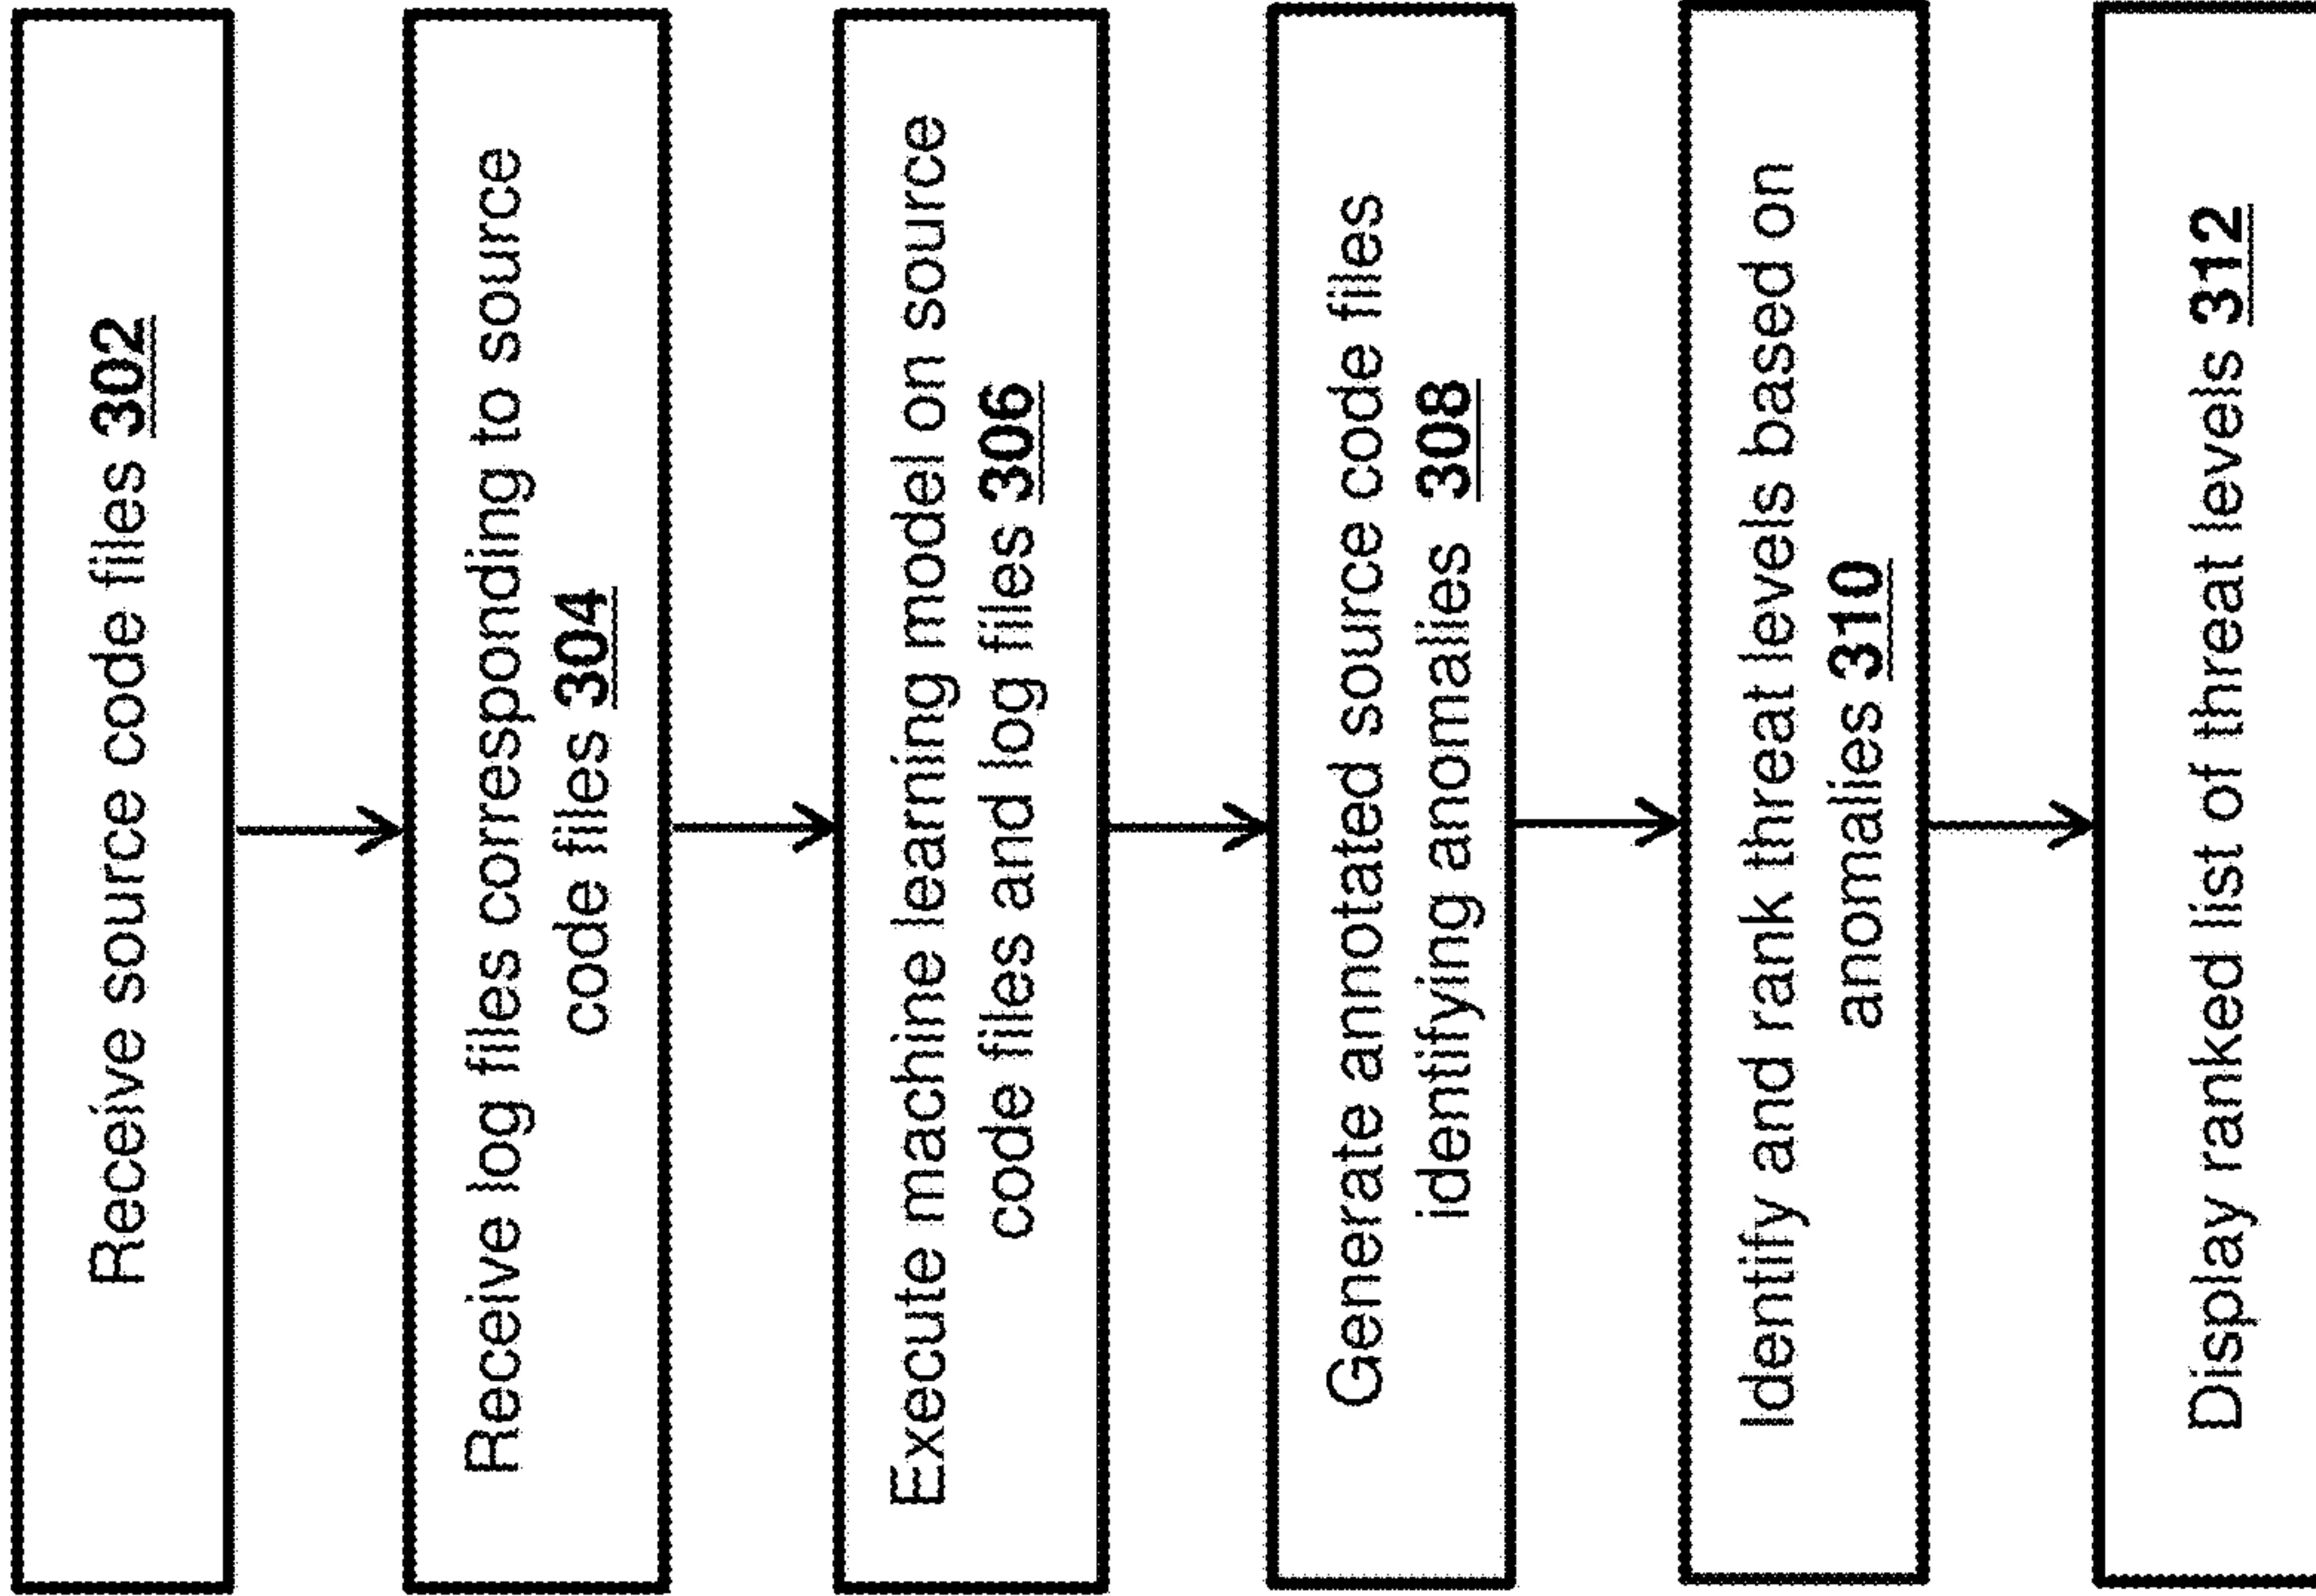 Receive source code files 302
Receive log files corresponding to source
code files 304
Execute machine learning model on source
code files and log files 306
Generate annotated source code files
identifying anomalies 308
Identify and rank threat levels based on
anomalies 310
Display ranked list of threat levels 312